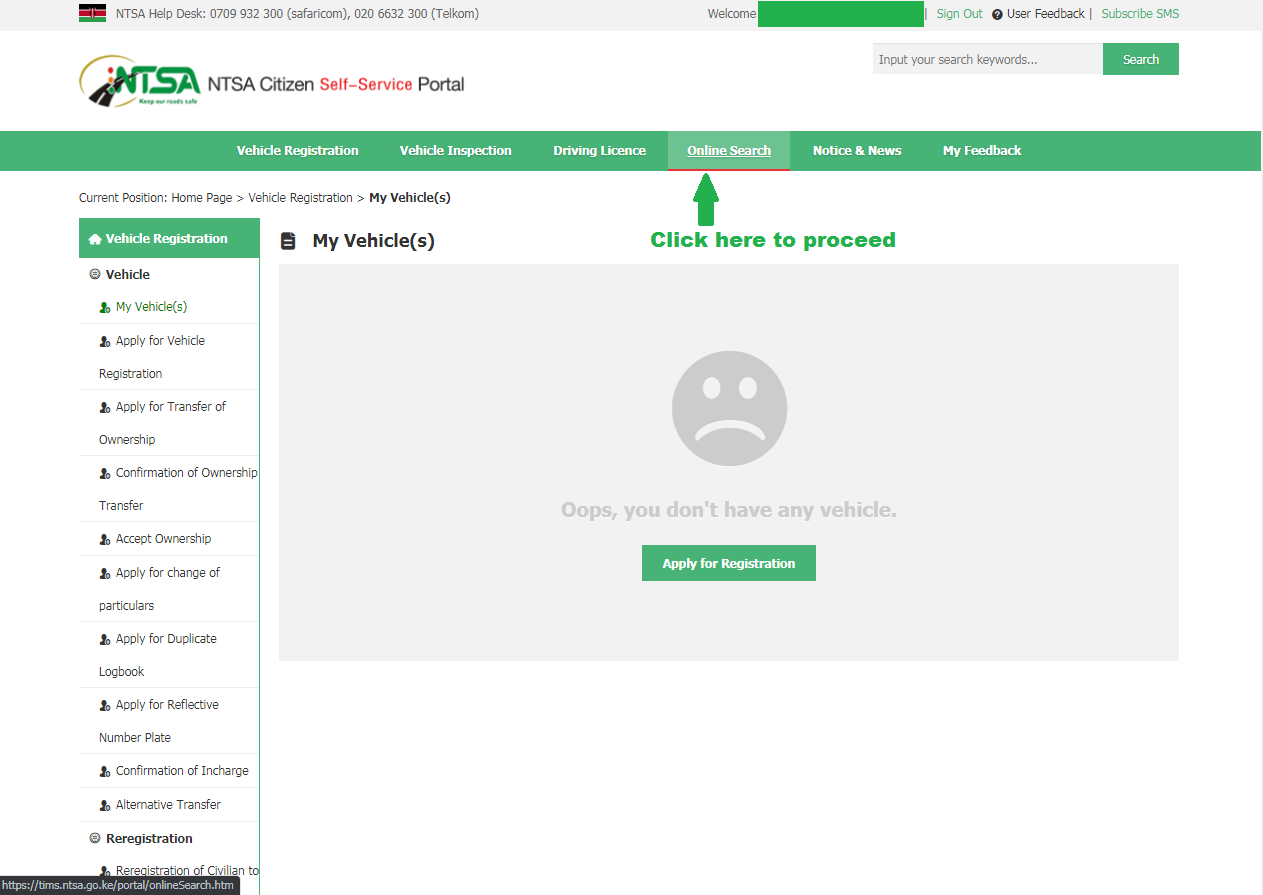 NTSA Help Desk: 0709 932 300 (safaricom), 020 6632 300 (Telkom)
Welcome | Sign Out User Feedback | Subscribe SMS
NTSA
Keep our roads safe
NTSA Citizen Self-Service Portal
Input your search keywords...
Search
Vehicle Registration
Vehicle Inspection
Driving Licence
Online Search
Notice & News
My Feedback
Current Position: Home Page > Vehicle Registration > My Vehicle(s)
Click here to proceed
Vehicle Registration
Vehicle
My Vehicle(s)
Apply for Vehicle
Registration
Apply for Transfer of
Ownership
Confirmation of Ownership
Transfer
Accept Ownership
Apply for change of
particulars
Apply for Duplicate
Logbook
Apply for Reflective
Number Plate
Confirmation of Incharge
Alternative Transfer
Reregistration
Reregistration of Civilian to
My Vehicle(s)
Oops, you don't have any vehicle.
Apply for Registration
https://tims.ntsa.go.ke/portal/onlineSearch.htm